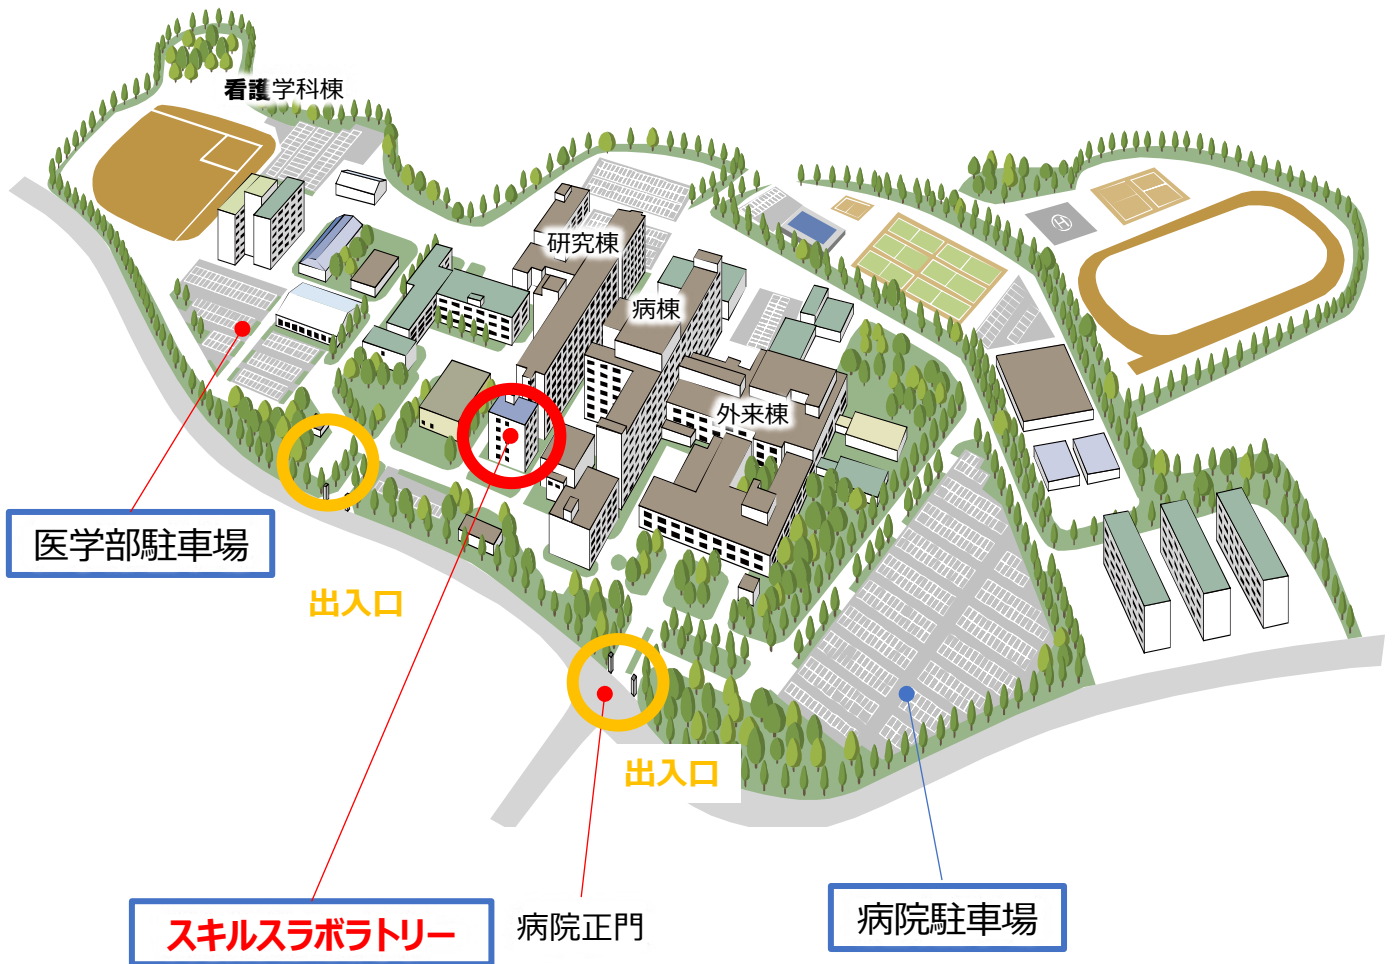 看護学科棟
研究棟
病棟
外来棟
医学部駐車場
出入口
出入口
スキルスラボラトリー
病院正門
病院駐車場